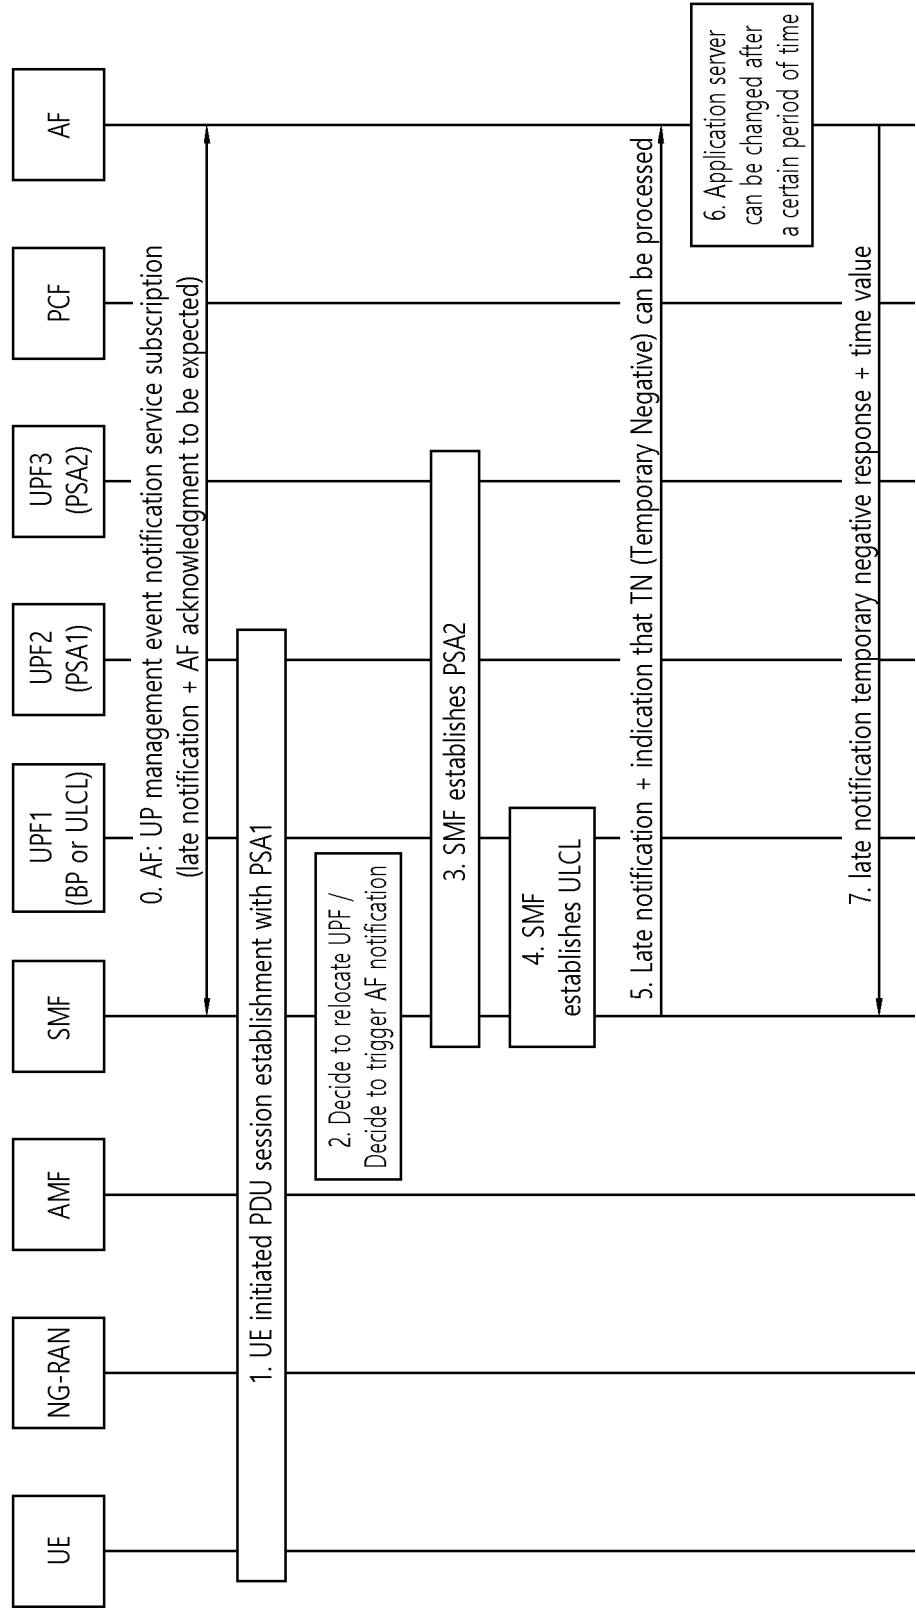 UE
NG-RAN
AMF
SMF
UPF1
(BP or ULCL)
UPF2
(PSA1)
UPF3
(PSA2)
PCF
AF
0. AF: UP management event notification service subscription
(late notification + AF acknowledgment to be expected)
1. UE initiated PDU session establishment with PSA1
2. Decide to relocate UPF /
Decide to trigger AF notification
3. SMF establishes PSA2
4. SMF
establishes ULCL
5. Late notification + indication that TN (Temporary Negative) can be processed
6. Application server
can be changed after
a certain period of time
7. late notification temporary negative response + time value